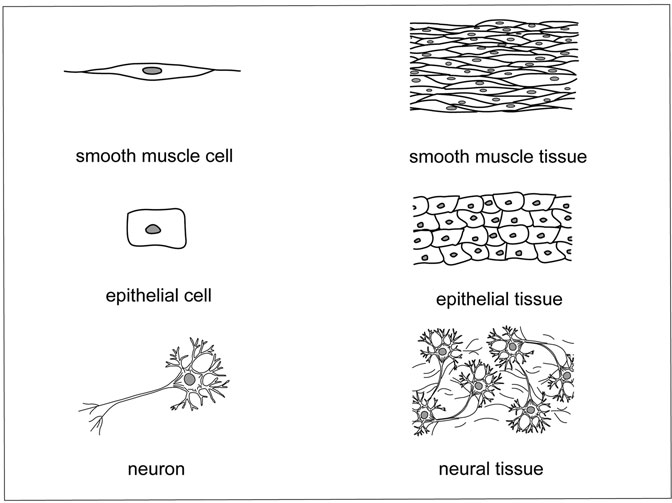 smooth muscle cell
smooth muscle tissue
epithelial cell
epithelial tissue
neuron
neural tissue